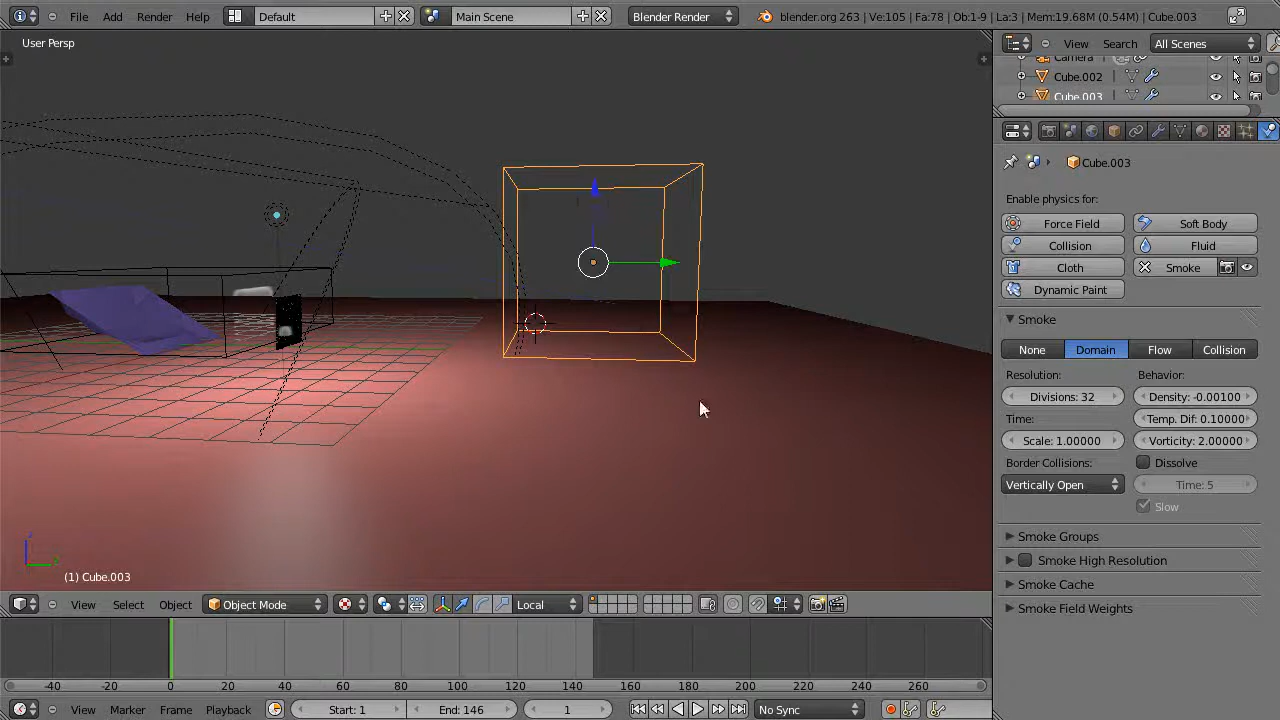 File Add Render Help Default Main Scene Blender Render blender.org 263 | Ve:105 | Fa:78 | Ob:1-9 | La:3 | Mem:19.68M (0.54M) | Cube.003
User Persp
View Search All Scenes
Camera
Cube.002
Cube.003
Cube.003
Enable physics for:
Force Field Soft Body
Collision Fluid
Cloth Smoke
Dynamic Paint
Smoke
None Domain Flow Collision
Resolution: Behavior:
Divisions: 32 Density: -0.00100
Time: Temp. Dif: 0.10000
Scale: 1.00000 Vorticity: 2.00000
Border Collisions: Dissolve
Vertically Open Time: 5
Slow
Smoke Groups
Smoke High Resolution
Smoke Cache
Smoke Field Weights
z
y
(1) Cube.003
View Select Object Object Mode Local
-40 -20 0 20 40 60 80 100 120 140 160 180 200 220 240 260
View Marker Frame Playback Start: 1 End: 146 1 No Sync